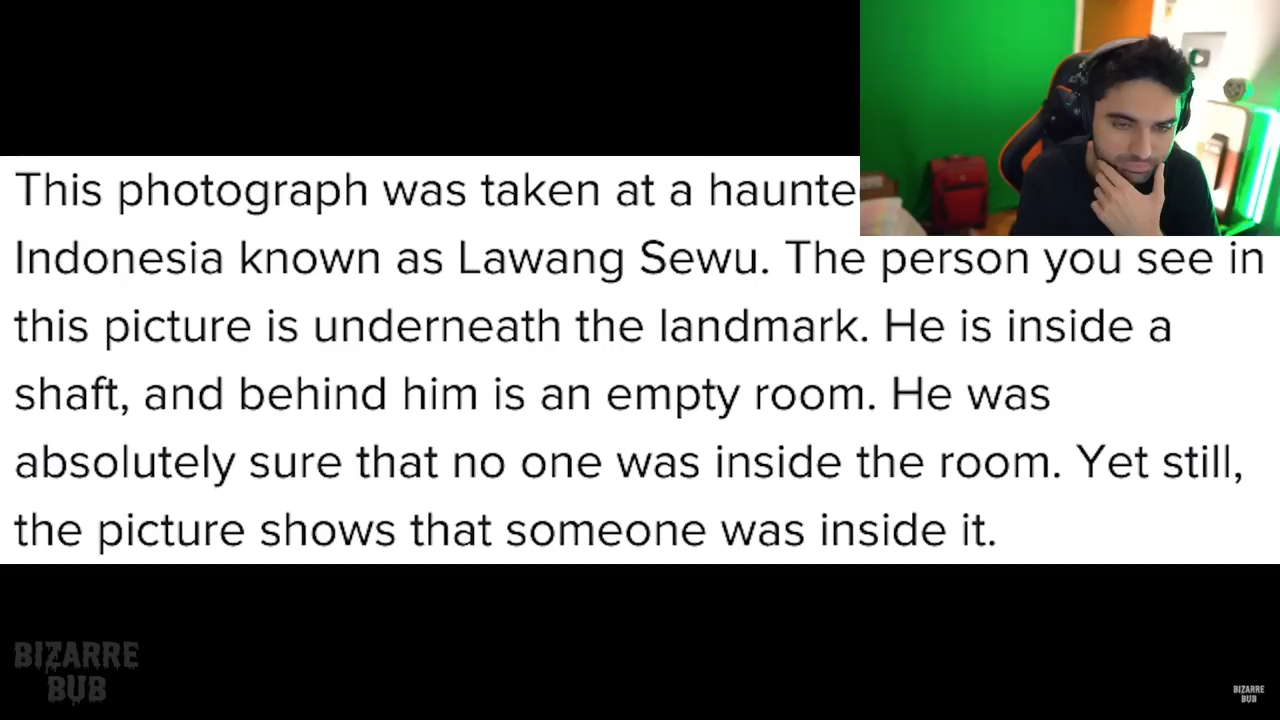 This photograph was taken at a haunte
Indonesia known as Lawang Sewu. The person you see in
this picture is underneath the landmark. He is inside a
shaft, and behind him is an empty room. He was
absolutely sure that no one was inside the room. Yet still,
the picture shows that someone was inside it.
BIZARRE
BUB
BIZARRE
BUB